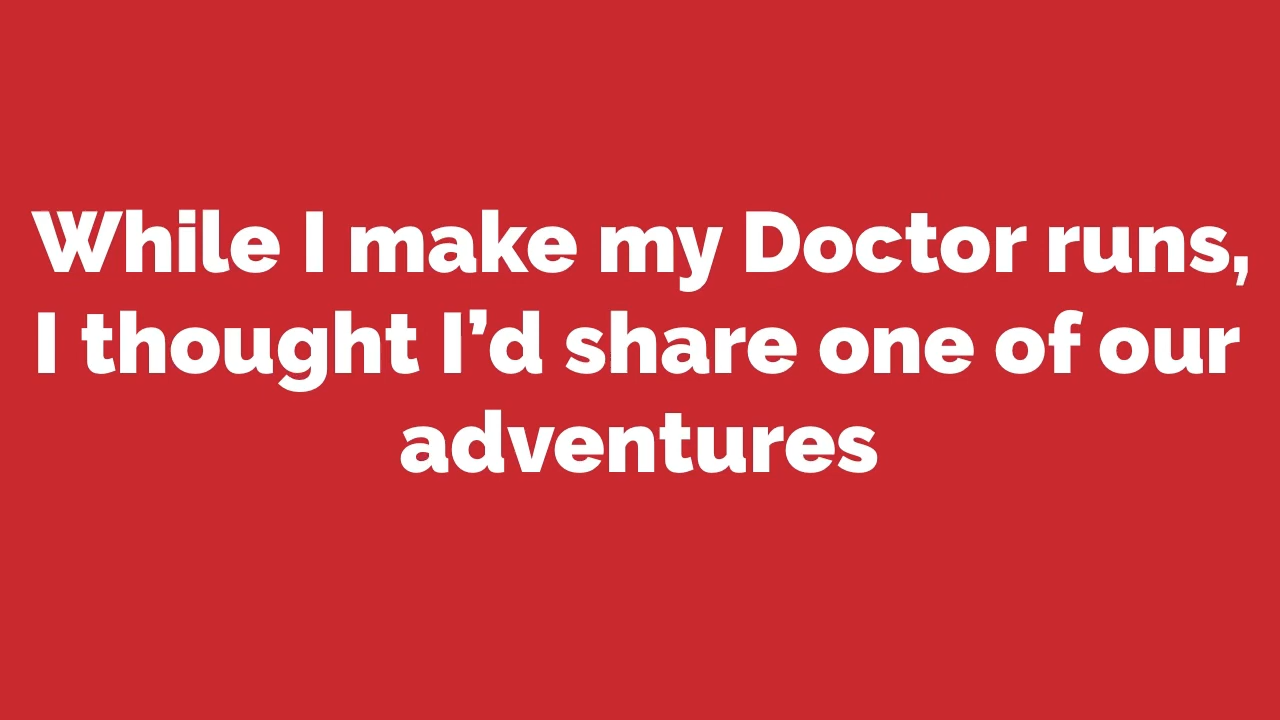 While I make my Doctor runs,
I thought I’d share one of our
adventures